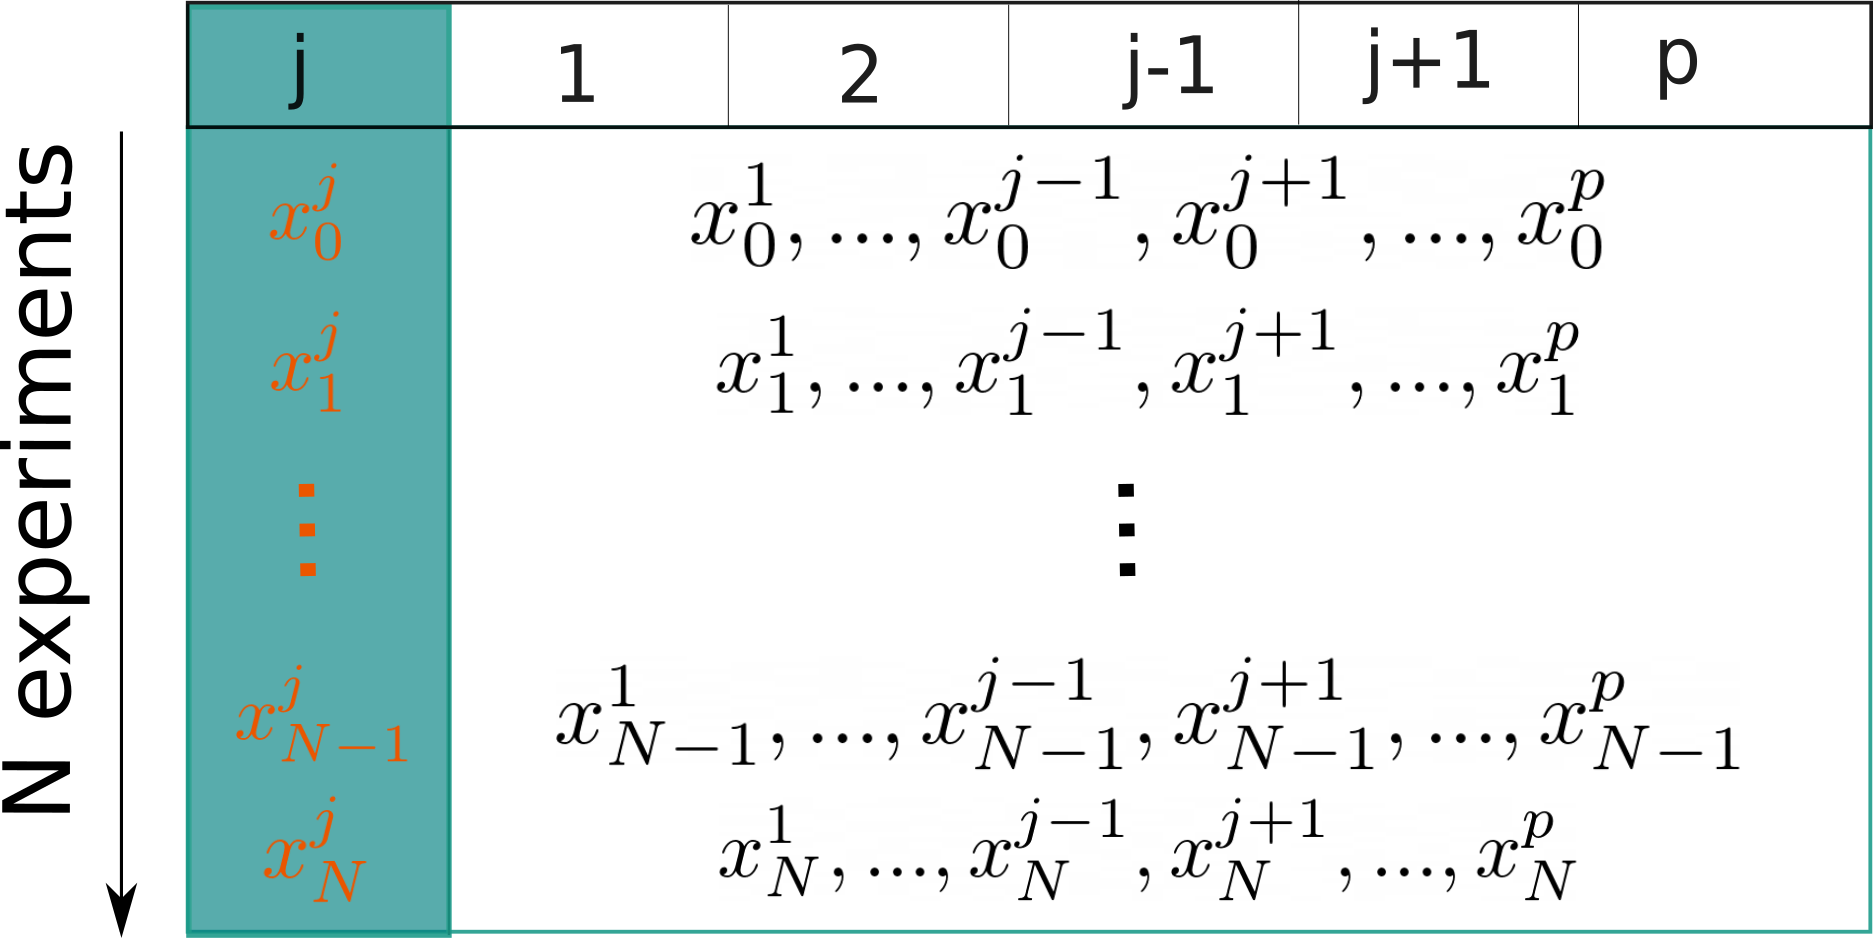 j 1 2 j-1 j+1 p
N experiments
x_0^j x_0^1, ..., x_0^{j-1}, x_0^{j+1}, ..., x_0^p
x_1^j x_1^1, ..., x_1^{j-1}, x_1^{j+1}, ..., x_1^p
⋮ ⋮
x_{N-1}^j x_{N-1}^1, ..., x_{N-1}^{j-1}, x_{N-1}^{j+1}, ..., x_{N-1}^p
x_N^j x_N^1, ..., x_N^{j-1}, x_N^{j+1}, ..., x_N^p